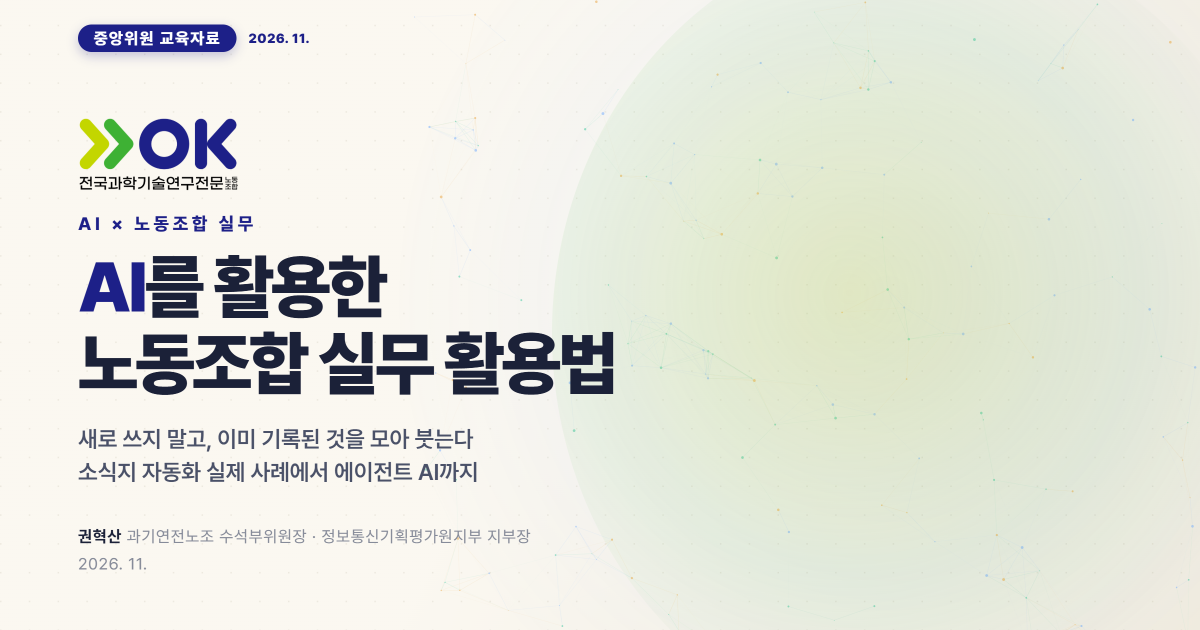 중앙위원 교육자료 2026. 11.
OK
전국과학기술연구전문노동조합
AI × 노동조합 실무
AI를 활용한
노동조합 실무 활용법
새로 쓰지 말고, 이미 기록된 것을 모아 붓는다
소식지 자동화 실제 사례에서 에이전트 AI까지
권혁산 과기연전노조 수석부위원장 · 정보통신기획평가원지부 지부장
2026. 11.